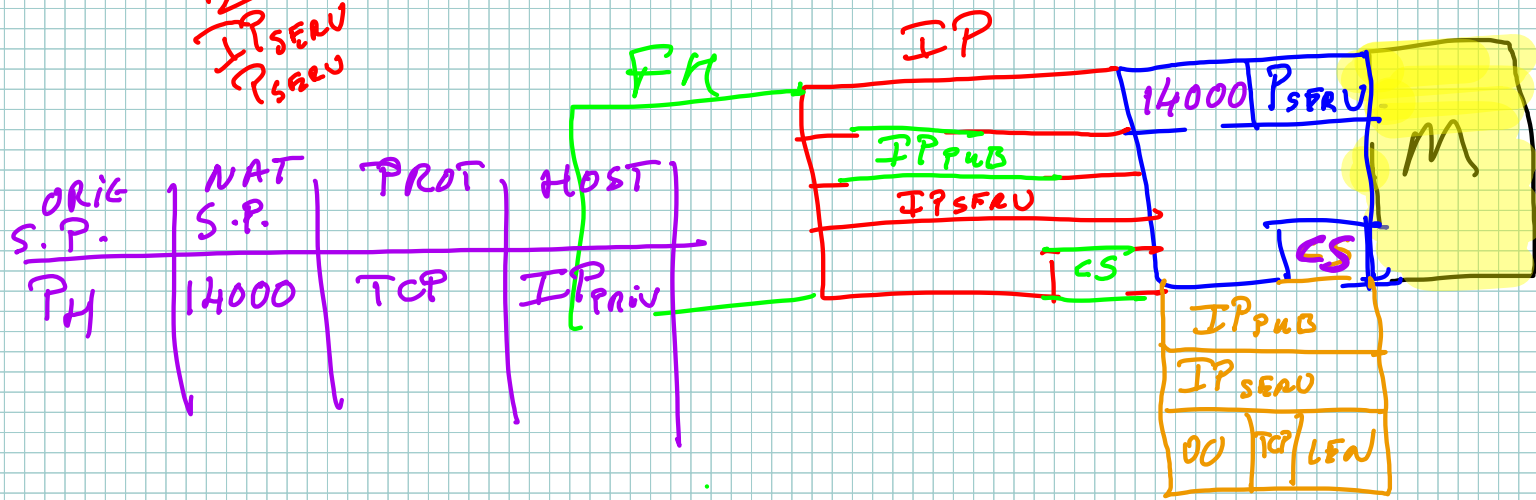 IPSERV
PSERV
FH
IP
14000 PSERV
M
IPPUB
IPSERV
CS
CS
ORIG S.P.
NAT S.P.
PROT
HOST
PH
14000
TCP
IPPRIV
IPPUB
IPSERV
00 TCP LEN